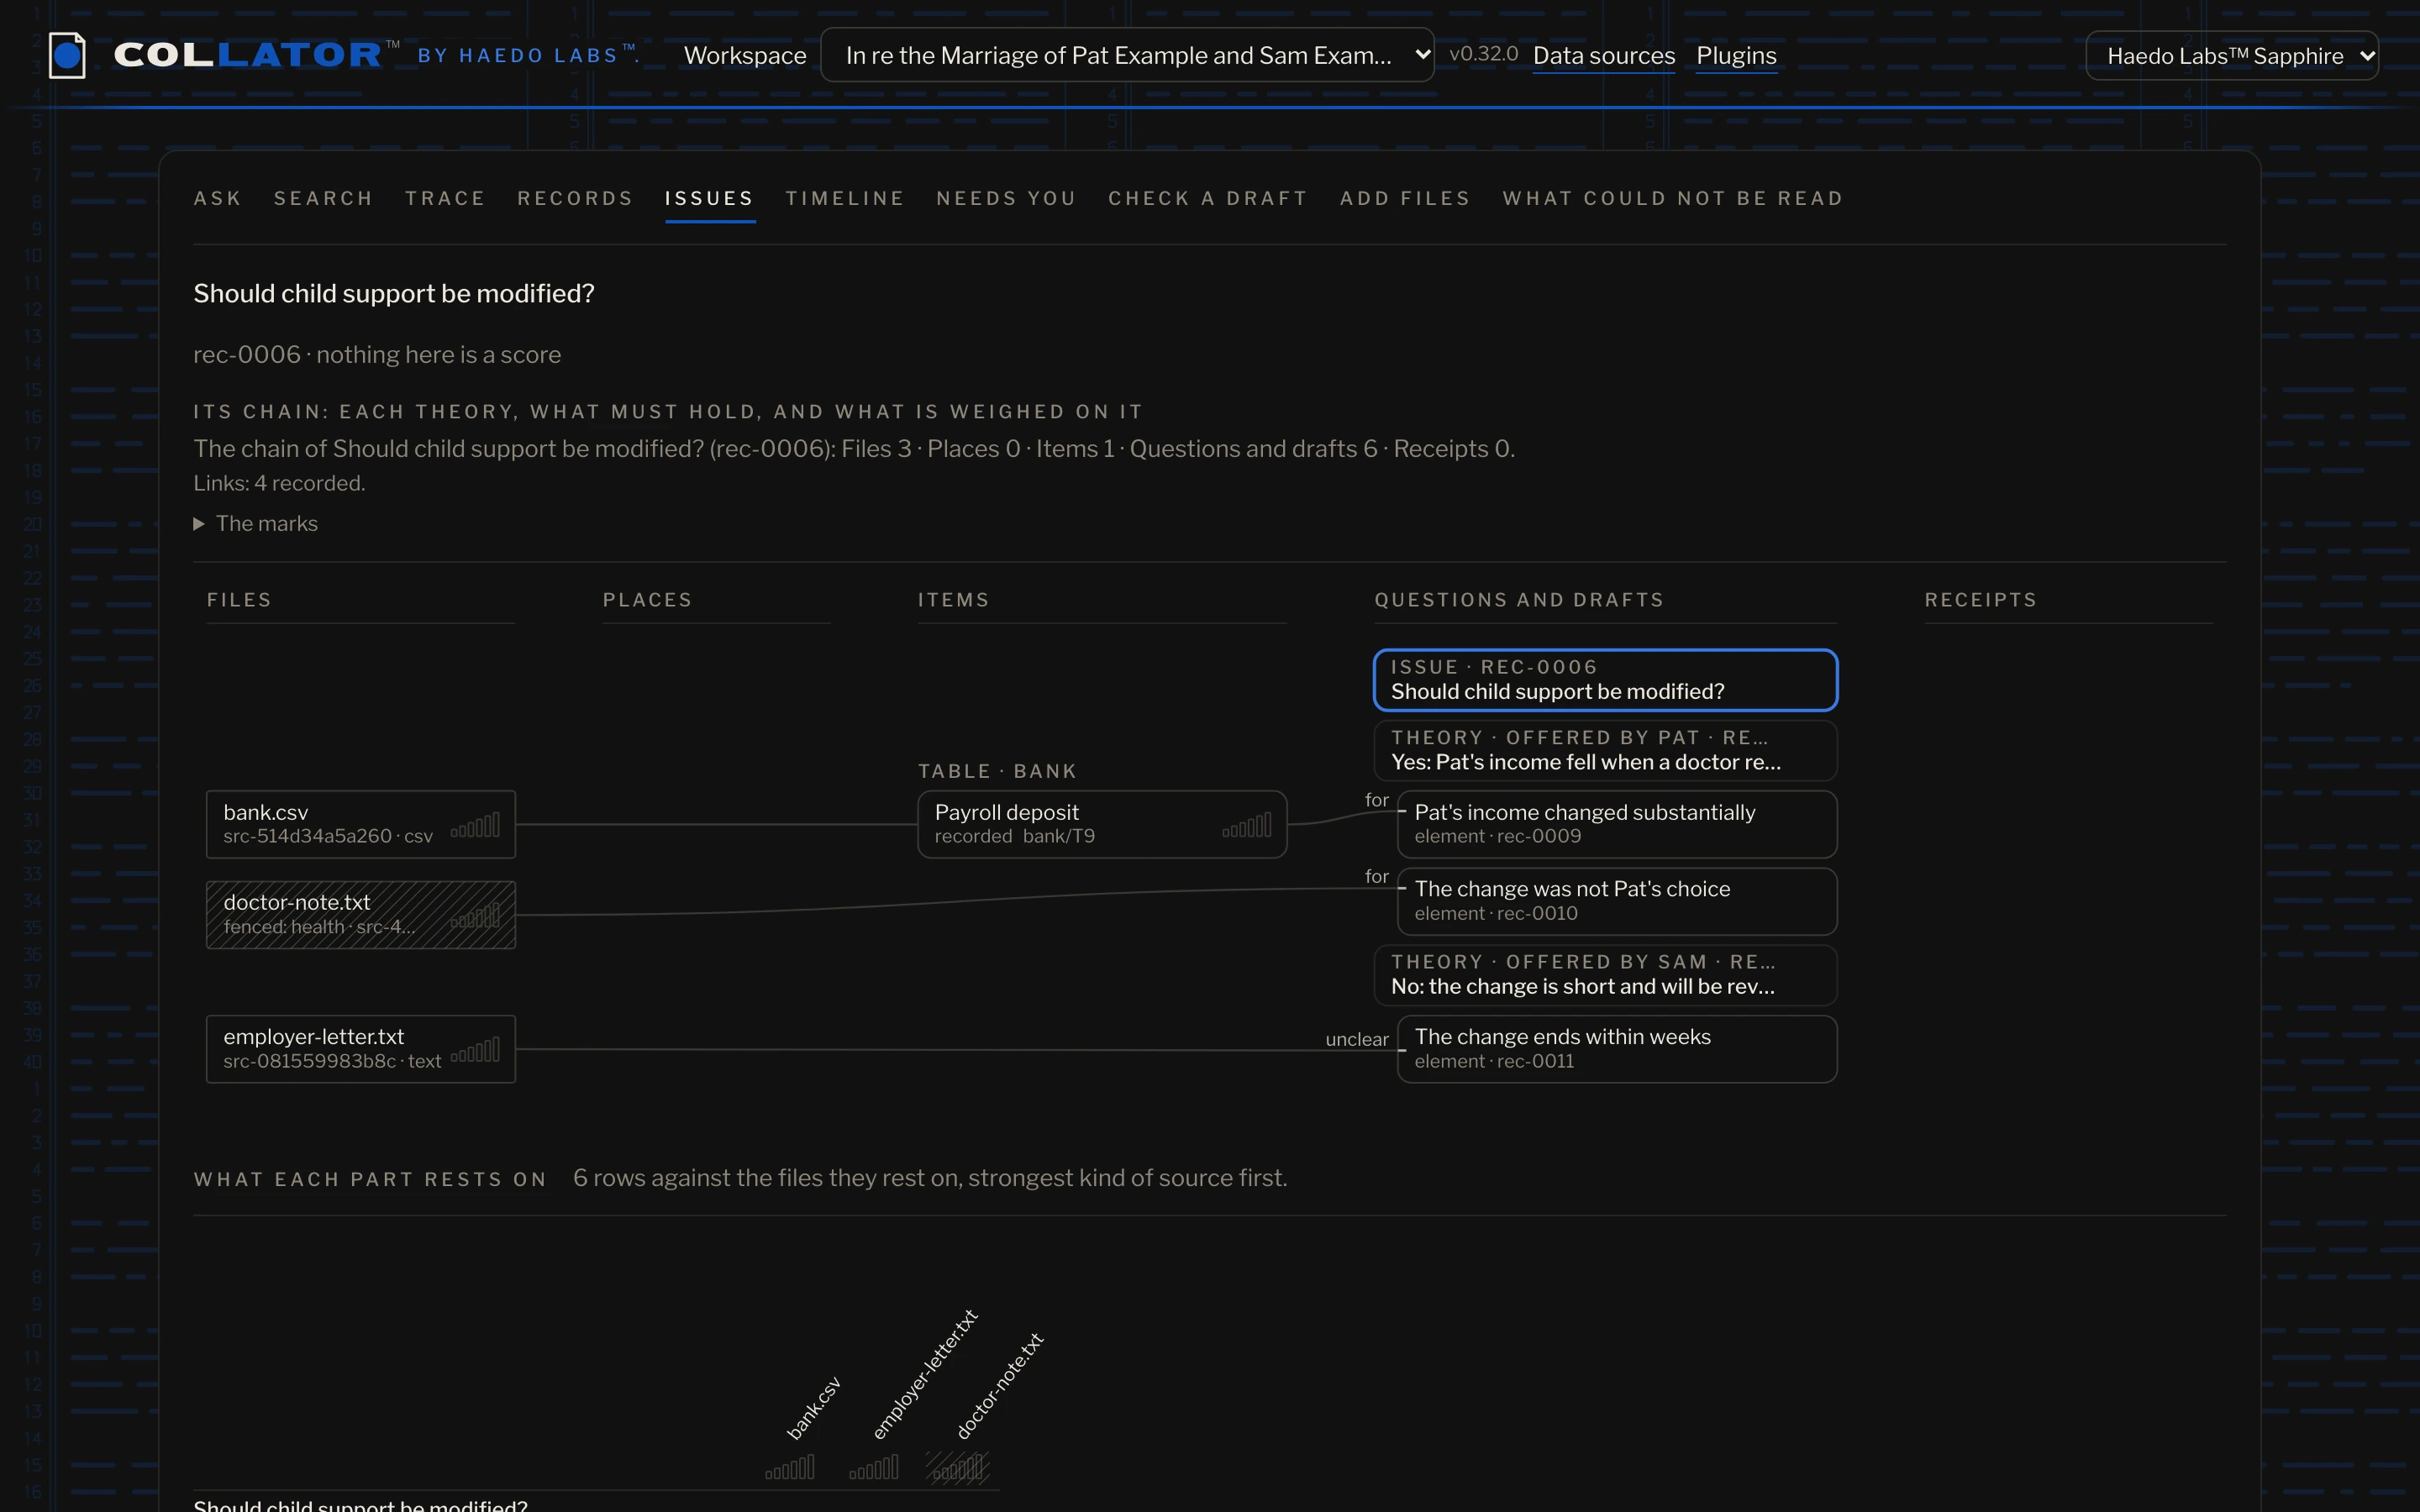 COLLATOR™ BY HAEDO LABS™. Workspace In re the Marriage of Pat Example and Sam Exam... v0.32.0 Data sources Plugins Haedo Labs™ Sapphire
ASK SEARCH TRACE RECORDS ISSUES TIMELINE NEEDS YOU CHECK A DRAFT ADD FILES WHAT COULD NOT BE READ
Should child support be modified?
rec-0006 · nothing here is a score
ITS CHAIN: EACH THEORY, WHAT MUST HOLD, AND WHAT IS WEIGHED ON IT
The chain of Should child support be modified? (rec-0006): Files 3 · Places 0 · Items 1 · Questions and drafts 6 · Receipts 0.
Links: 4 recorded.
The marks
FILES PLACES ITEMS QUESTIONS AND DRAFTS RECEIPTS
ISSUE · REC-0006
Should child support be modified?
THEORY · OFFERED BY PAT · RE...
Yes: Pat's income fell when a doctor re...
TABLE · BANK
bank.csv
src-514d34a5a260 · csv
Payroll deposit
recorded bank/T9
for
Pat's income changed substantially
element · rec-0009
doctor-note.txt
fenced: health · src-4...
for
The change was not Pat's choice
element · rec-0010
THEORY · OFFERED BY SAM · RE...
No: the change is short and will be rev...
employer-letter.txt
src-081559983b8c · text
unclear
The change ends within weeks
element · rec-0011
WHAT EACH PART RESTS ON 6 rows against the files they rest on, strongest kind of source first.
bank.csv
employer-letter.txt
doctor-note.txt
Should child support be modified?